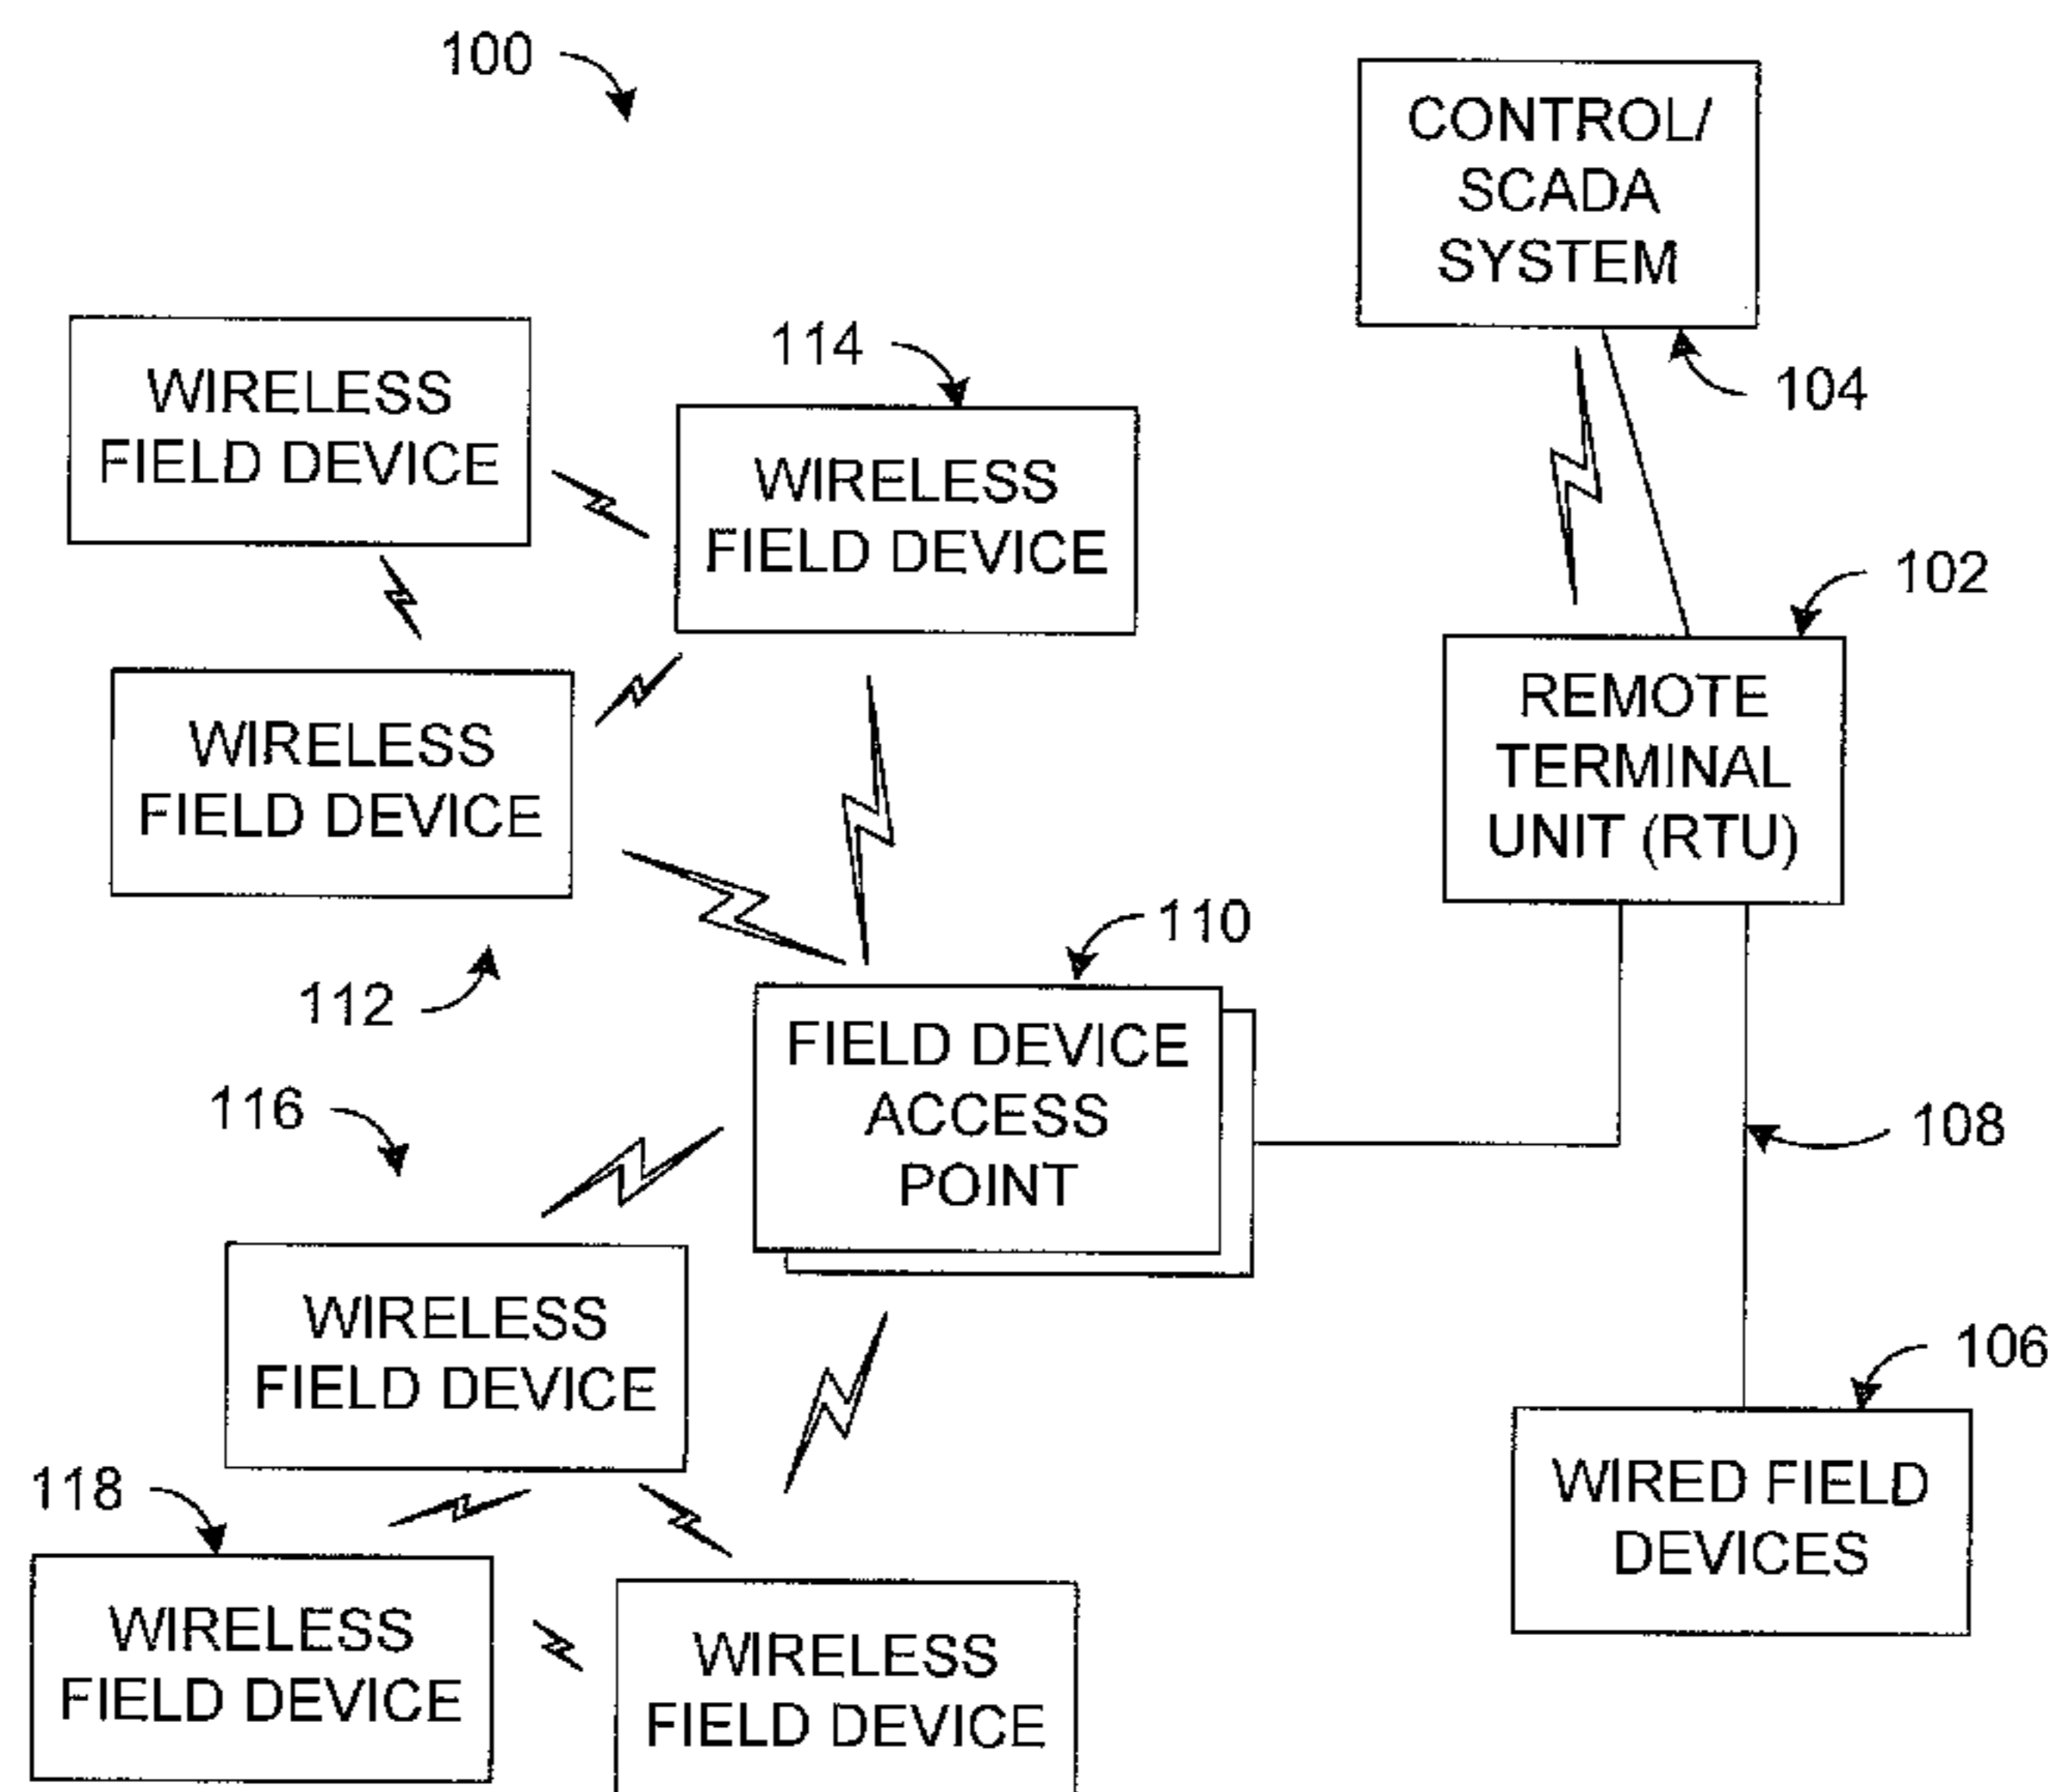 100
CONTROL/
SCADA
SYSTEM
104
WIRELESS
FIELD DEVICE
114
WIRELESS
FIELD DEVICE
102
REMOTE
TERMINAL
UNIT (RTU)
WIRELESS
FIELD DEVICE
112
110
FIELD DEVICE
ACCESS
POINT
108
116
WIRELESS
FIELD DEVICE
106
WIRED FIELD
DEVICES
118
WIRELESS
FIELD DEVICE
WIRELESS
FIELD DEVICE